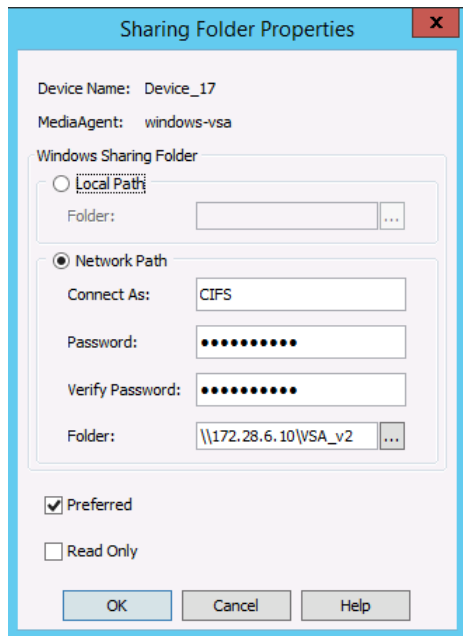 Sharing Folder Properties
x
Device Name: Device_17
MediaAgent: windows-vsa
Windows Sharing Folder
Local Path
Folder:
...
Network Path
Connect As: CIFS
Password: ••••••••••
Verify Password: ••••••••••
Folder: \\172.28.6.10\VSA_v2 ...
Preferred
Read Only
OK Cancel Help